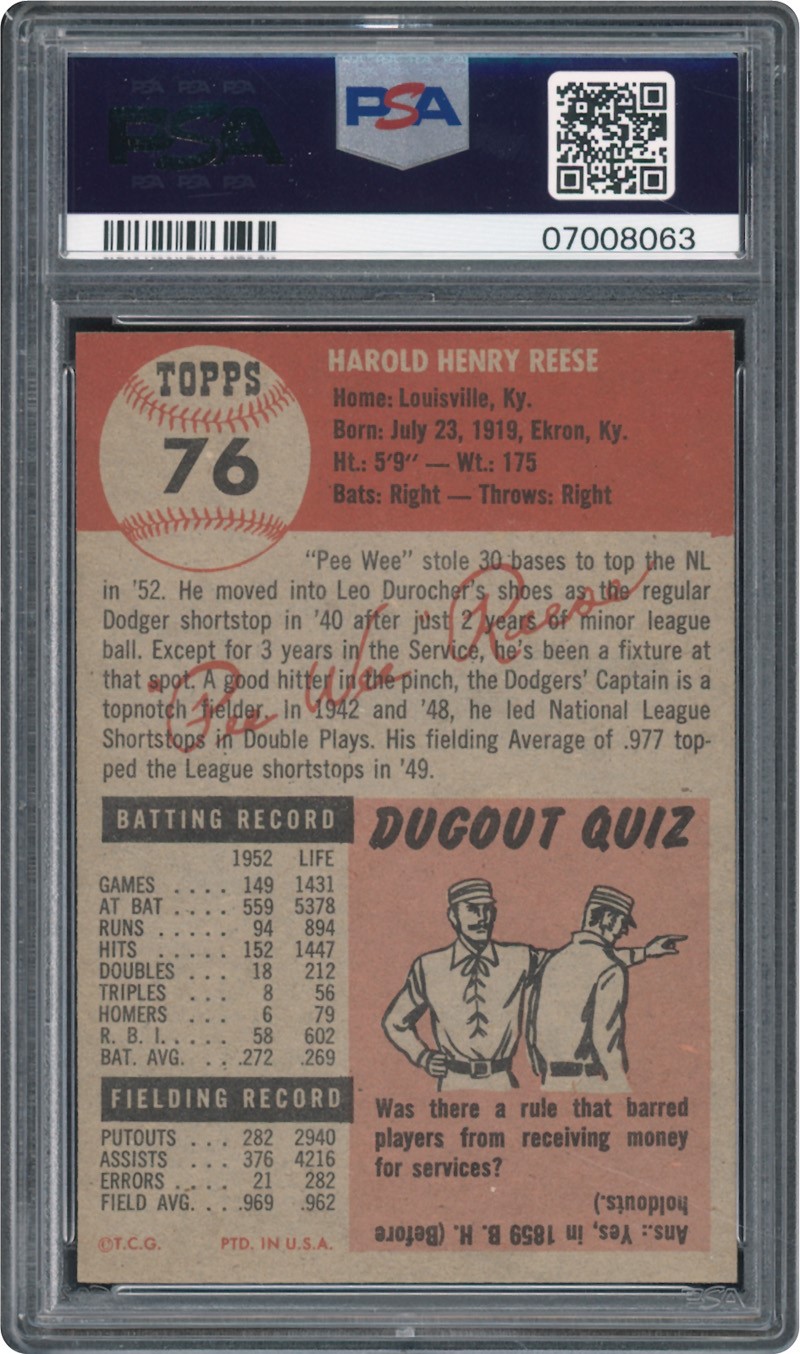 PSA PSA PSA
PSA
PSA PSA PSA
PSA
07008063
TOPPS
76
HAROLD HENRY REESE
Home: Louisville, Ky.
Born: July 23, 1919, Ekron, Ky.
Ht.: 5'9" — Wt.: 175
Bats: Right — Throws: Right
"Pee Wee" stole 30 bases to top the NL
in '52. He moved into Leo Durocher's shoes as the regular
Dodger shortstop in '40 after just 2 years of minor league
ball. Except for 3 years in the Service, he's been a fixture at
that spot. A good hitter in the pinch, the Dodgers' Captain is a
topnotch fielder. In 1942 and '48, he led National League
Shortstops in Double Plays. His fielding Average of .977 top-
ped the League shortstops in '49.
"Pee Wee" Reese
BATTING RECORD
1952 LIFE
GAMES .... 149 1431
AT BAT .... 559 5378
RUNS ..... 94 894
HITS ..... 152 1447
DOUBLES ... 18 212
TRIPLES ... 8 56
HOMERS ... 6 79
R. B. I. .... 58 602
BAT. AVG. ... .272 .269
FIELDING RECORD
PUTOUTS ... 282 2940
ASSISTS ... 376 4216
ERRORS .... 21 282
FIELD AVG. ... .969 .962
©T.C.G. PTD. IN U.S.A.
DUGOUT QUIZ
Was there a rule that barred
players from receiving money
for services?
Ans.: Yes, in 1859 B. H. (Before
holdouts.)
PSA